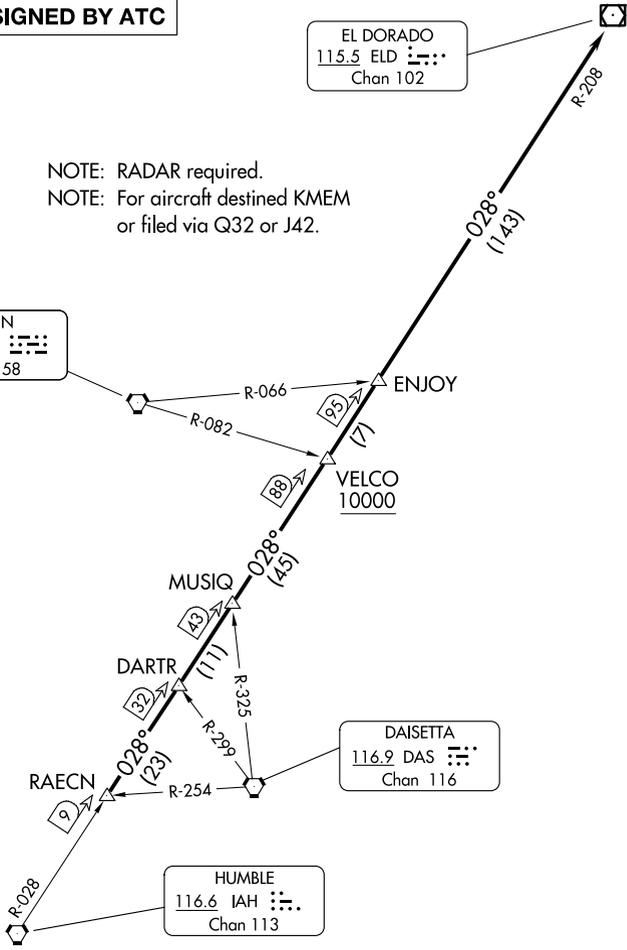 SIGNED BY ATC
EL DORADO
115.5 ELD
Chan 102
R-208
NOTE: RADAR required.
NOTE: For aircraft destined KMEM
or filed via Q32 or J42.
028°
(143)
N
58
R-066
ENJOY
95
R-082
(7)
VELCO
10000
88
028°
(45)
MUSIQ
43
(11)
DARTR
R-325
32
R-299
028°
(23)
DAISETTA
116.9 DAS
Chan 116
RAECN
R-254
9
HUMBLE
116.6 IAH
Chan 113
R-028